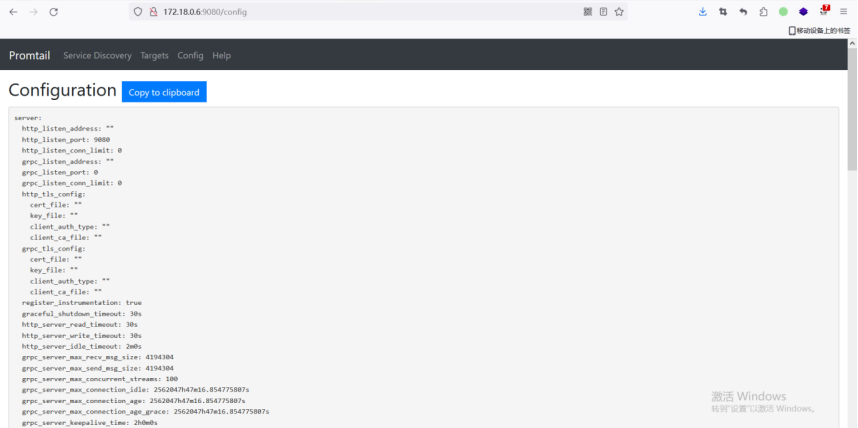 172.18.0.6:9080/config
7
移动设备上的书签
Promtail Service Discovery Targets Config Help
Configuration Copy to clipboard
server:
http_listen_address: ""
http_listen_port: 9080
http_listen_conn_limit: 0
grpc_listen_address: ""
grpc_listen_port: 0
grpc_listen_conn_limit: 0
http_tls_config:
cert_file: ""
key_file: ""
client_auth_type: ""
client_ca_file: ""
grpc_tls_config:
cert_file: ""
key_file: ""
client_auth_type: ""
client_ca_file: ""
register_instrumentation: true
graceful_shutdown_timeout: 30s
http_server_read_timeout: 30s
http_server_write_timeout: 30s
http_server_idle_timeout: 2m0s
grpc_server_max_recv_msg_size: 4194304
grpc_server_max_send_msg_size: 4194304
grpc_server_max_concurrent_streams: 100
grpc_server_max_connection_idle: 2562047h47m16.854775807s
grpc_server_max_connection_age: 2562047h47m16.854775807s
grpc_server_max_connection_age_grace: 2562047h47m16.854775807s
grpc_server_keepalive_time: 2h0m0s
激活 Windows
转到"设置"以激活 Windows。